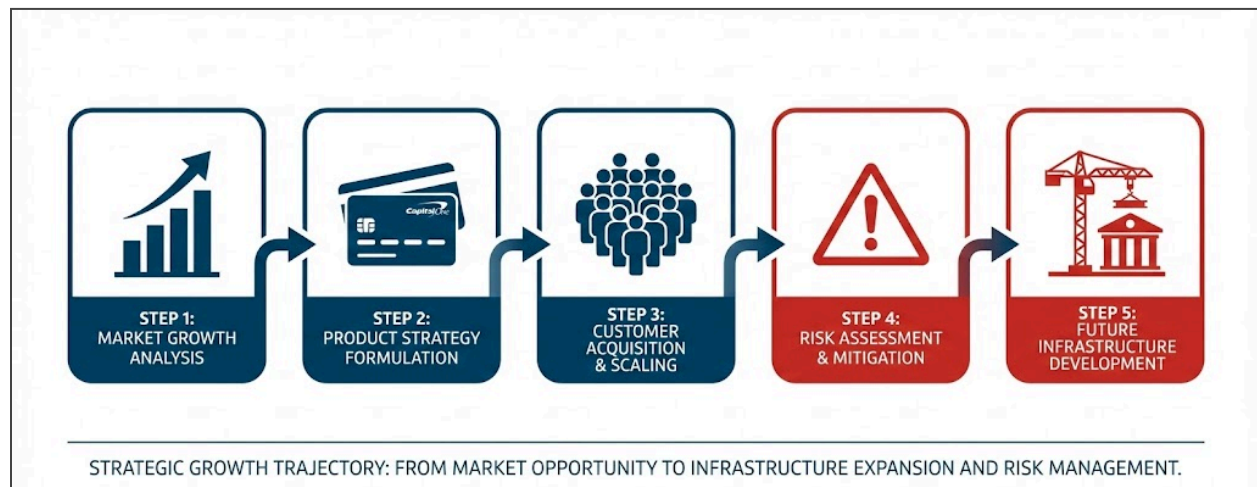 CapitalOne
STEP 1:
MARKET GROWTH
ANALYSIS
STEP 2:
PRODUCT STRATEGY
FORMULATION
STEP 3:
CUSTOMER
ACQUISITION
& SCALING
STEP 4:
RISK ASSESSMENT
& MITIGATION
STEP 5:
FUTURE
INFRASTRUCTURE
DEVELOPMENT
STRATEGIC GROWTH TRAJECTORY: FROM MARKET OPPORTUNITY TO INFRASTRUCTURE EXPANSION AND RISK MANAGEMENT.